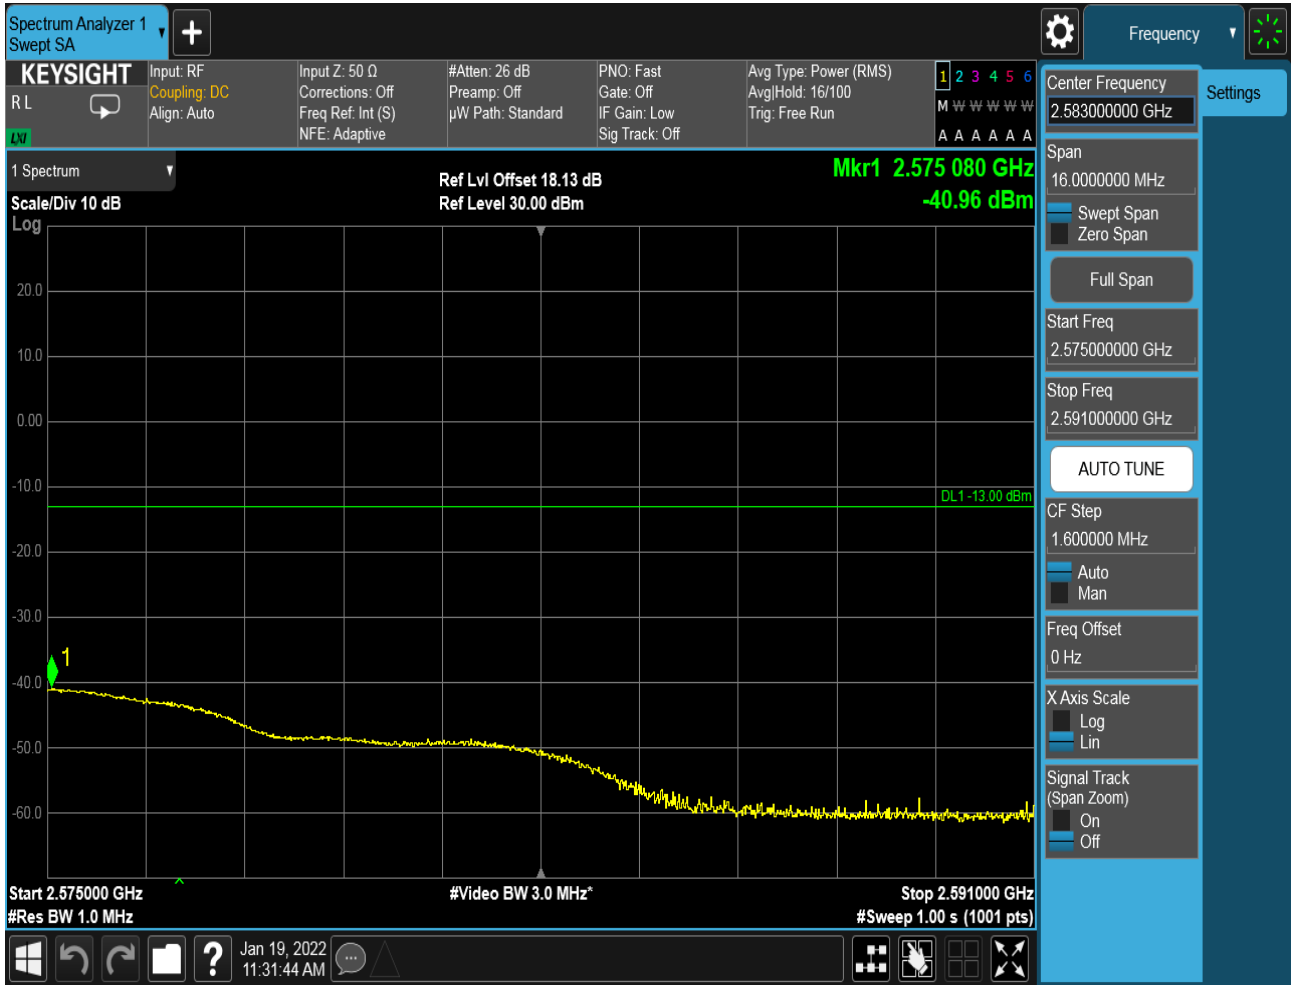 Spectrum Analyzer 1
Swept SA
Frequency
KEYSIGHT
R L
LXI
Input: RF
Coupling: DC
Align: Auto
Input Z: 50 Ω
Corrections: Off
Freq Ref: Int (S)
NFE: Adaptive
#Atten: 26 dB
Preamp: Off
µW Path: Standard
PNO: Fast
Gate: Off
IF Gain: Low
Sig Track: Off
Avg Type: Power (RMS)
Avg|Hold: 16/100
Trig: Free Run
1 2 3 4 5 6
M W W W W W
A A A A A A
1 Spectrum
Scale/Div 10 dB
Log
Ref Lvl Offset 18.13 dB
Ref Level 30.00 dBm
Mkr1 2.575 080 GHz
-40.96 dBm
20.0
10.0
0.00
-10.0
DL1 -13.00 dBm
-20.0
-30.0
1
-40.0
-50.0
-60.0
Start 2.575000 GHz
#Res BW 1.0 MHz
#Video BW 3.0 MHz*
Stop 2.591000 GHz
#Sweep 1.00 s (1001 pts)
Jan 19, 2022
11:31:44 AM
Center Frequency
2.583000000 GHz
Settings
Span
16.0000000 MHz
Swept Span
Zero Span
Full Span
Start Freq
2.575000000 GHz
Stop Freq
2.591000000 GHz
AUTO TUNE
CF Step
1.600000 MHz
Auto
Man
Freq Offset
0 Hz
X Axis Scale
Log
Lin
Signal Track
(Span Zoom)
On
Off